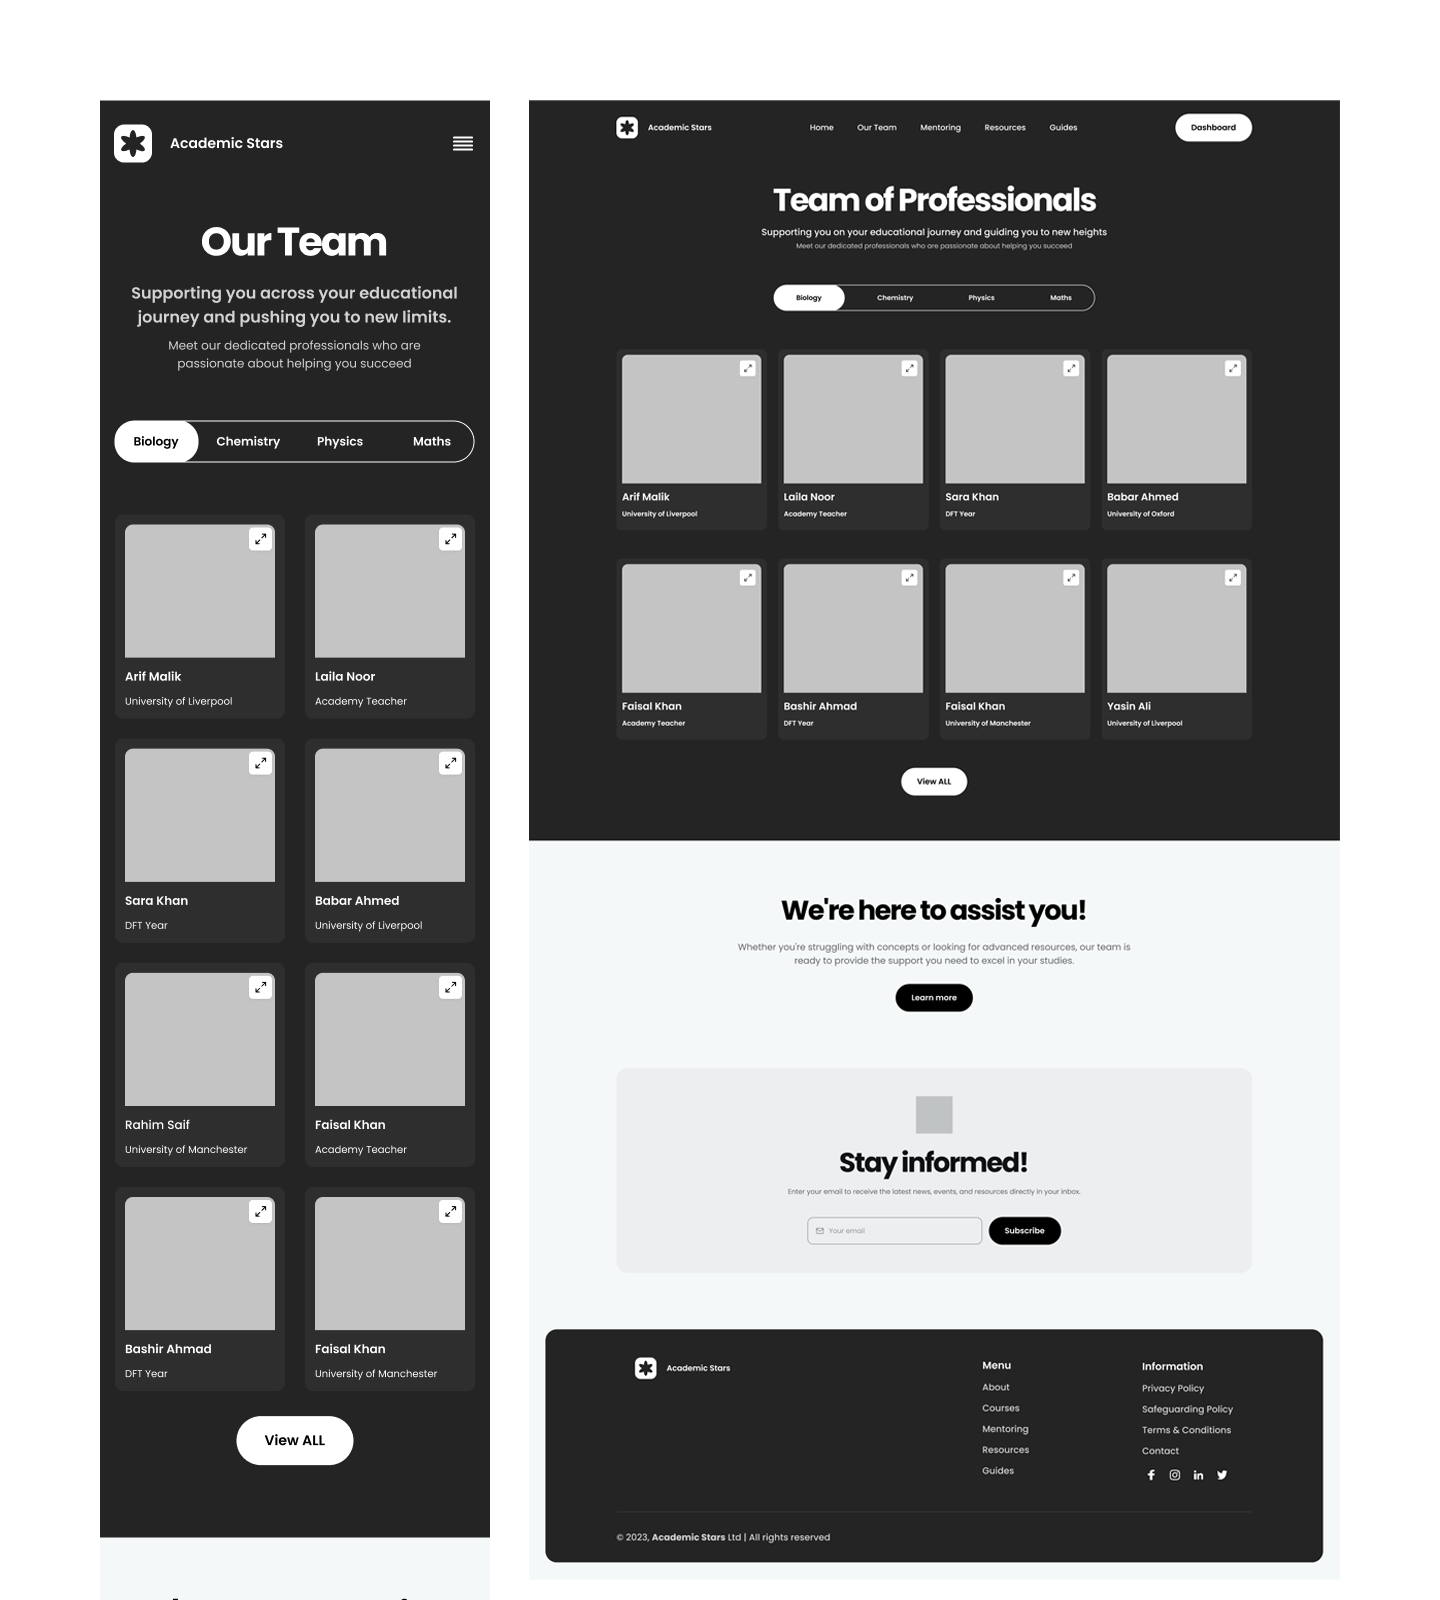 Academic Stars
Our Team
Supporting you across your educational
journey and pushing you to new limits.
Meet our dedicated professionals who are
passionate about helping you succeed
Biology Chemistry Physics Maths
Arif Malik
University of Liverpool
Laila Noor
Academy Teacher
Sara Khan
DFT Year
Babar Ahmed
University of Liverpool
Rahim Saif
University of Manchester
Faisal Khan
Academy Teacher
Bashir Ahmad
DFT Year
Faisal Khan
University of Manchester
View ALL
Academic Stars
Home Our Team Mentoring Resources Guides
Dashboard
Team of Professionals
Supporting you on your educational journey and guiding you to new heights
Meet our dedicated professionals who are passionate about helping you succeed
Biology Chemistry Physics Maths
Arif Malik
University of Liverpool
Laila Noor
Academy Teacher
Sara Khan
DFT Year
Babar Ahmed
University of Oxford
Faisal Khan
Academy Teacher
Bashir Ahmad
DFT Year
Faisal Khan
University of Manchester
Yasin Ali
University of Liverpool
View ALL
We're here to assist you!
Whether you're struggling with concepts or looking for advanced resources, our team is
ready to provide the support you need to excel in your studies.
Learn more
Stay informed!
Enter your email to receive the latest news, events, and resources directly in your inbox.
Your email
Subscribe
Academic Stars
Menu
About
Courses
Mentoring
Resources
Guides
Information
Privacy Policy
Safeguarding Policy
Terms & Conditions
Contact
© 2023, Academic Stars Ltd | All rights reserved